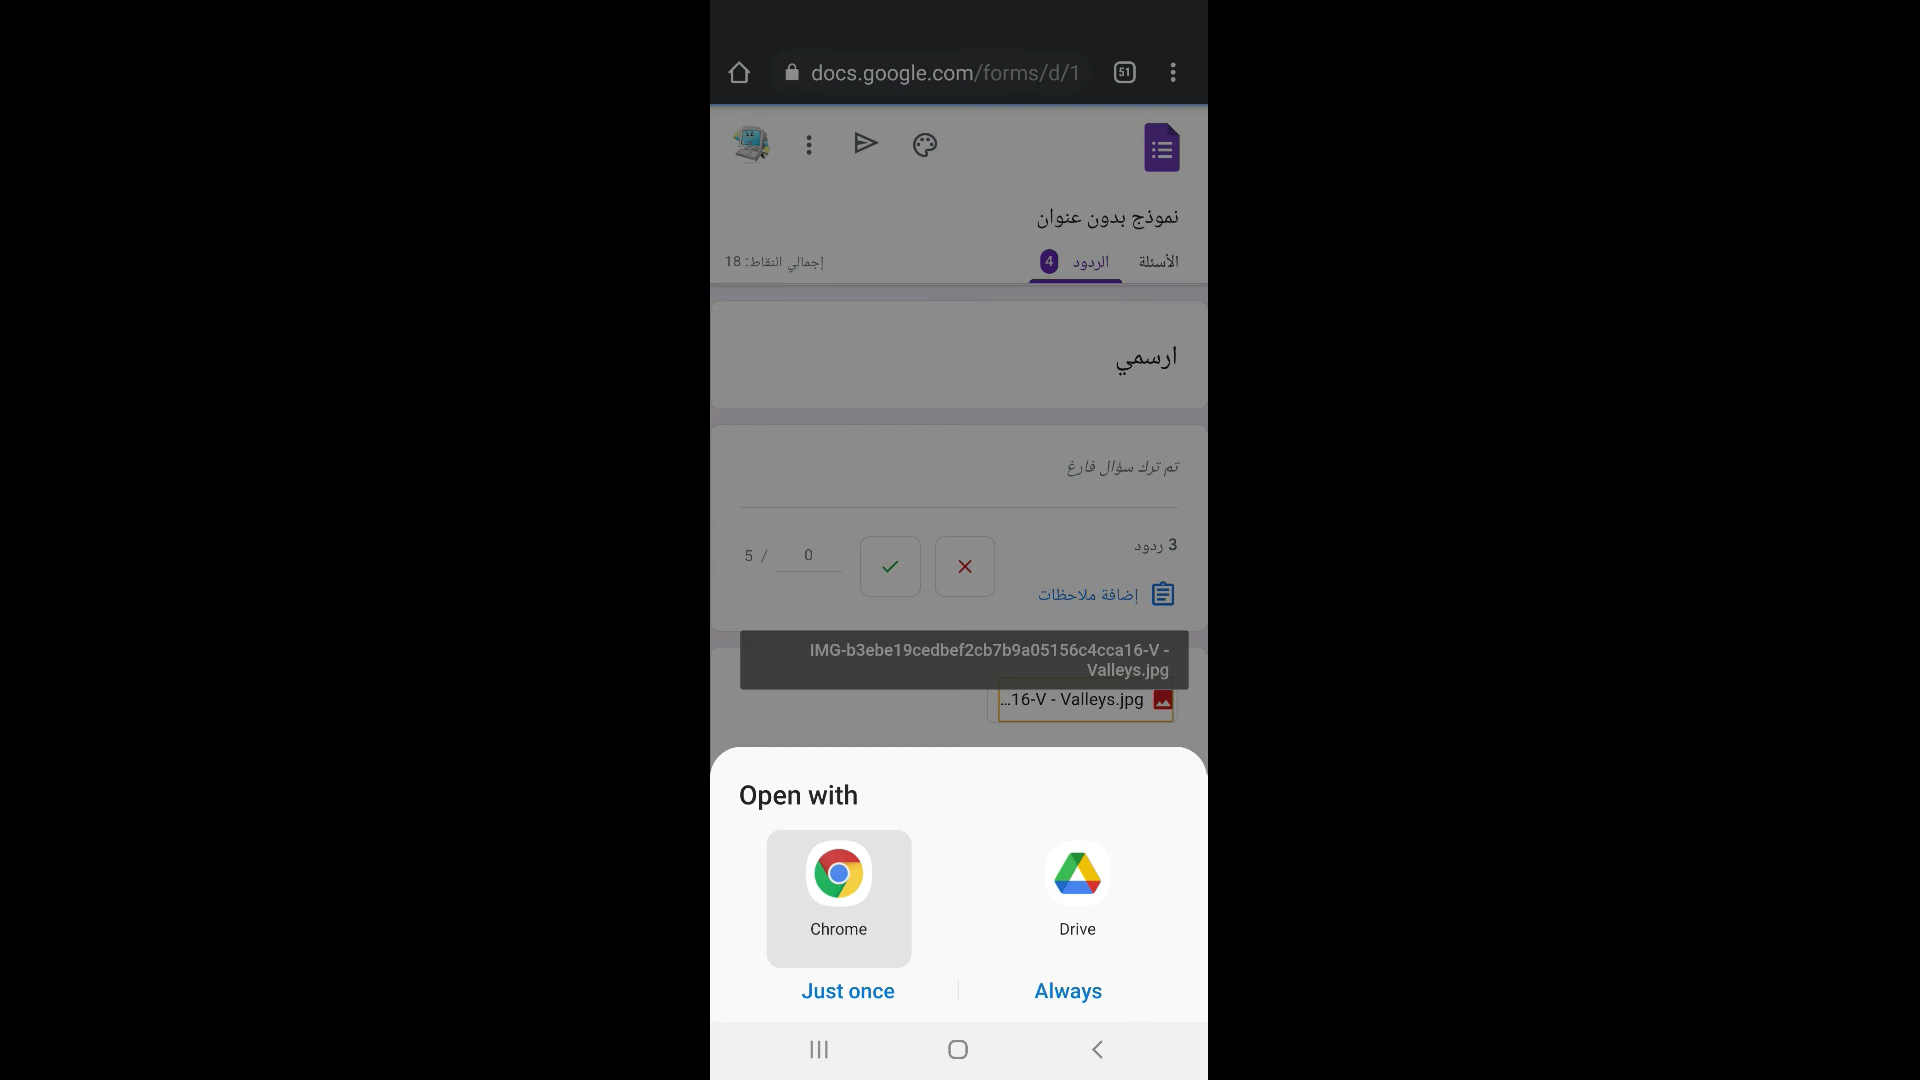 docs.google.com/forms/d/1
51
نموذج بدون عنوان
الأسئلة
الردود 4
إجمالي النقاط: 18
ارسمي
تم ترك سؤال فارغ
3 ردود
0 / 5
إضافة ملاحظات
IMG-b3ebe19cedbef2cb7b9a05156c4cca16-V -
Valleys.jpg
...16-V - Valleys.jpg
Open with
Chrome
Drive
Just once
Always